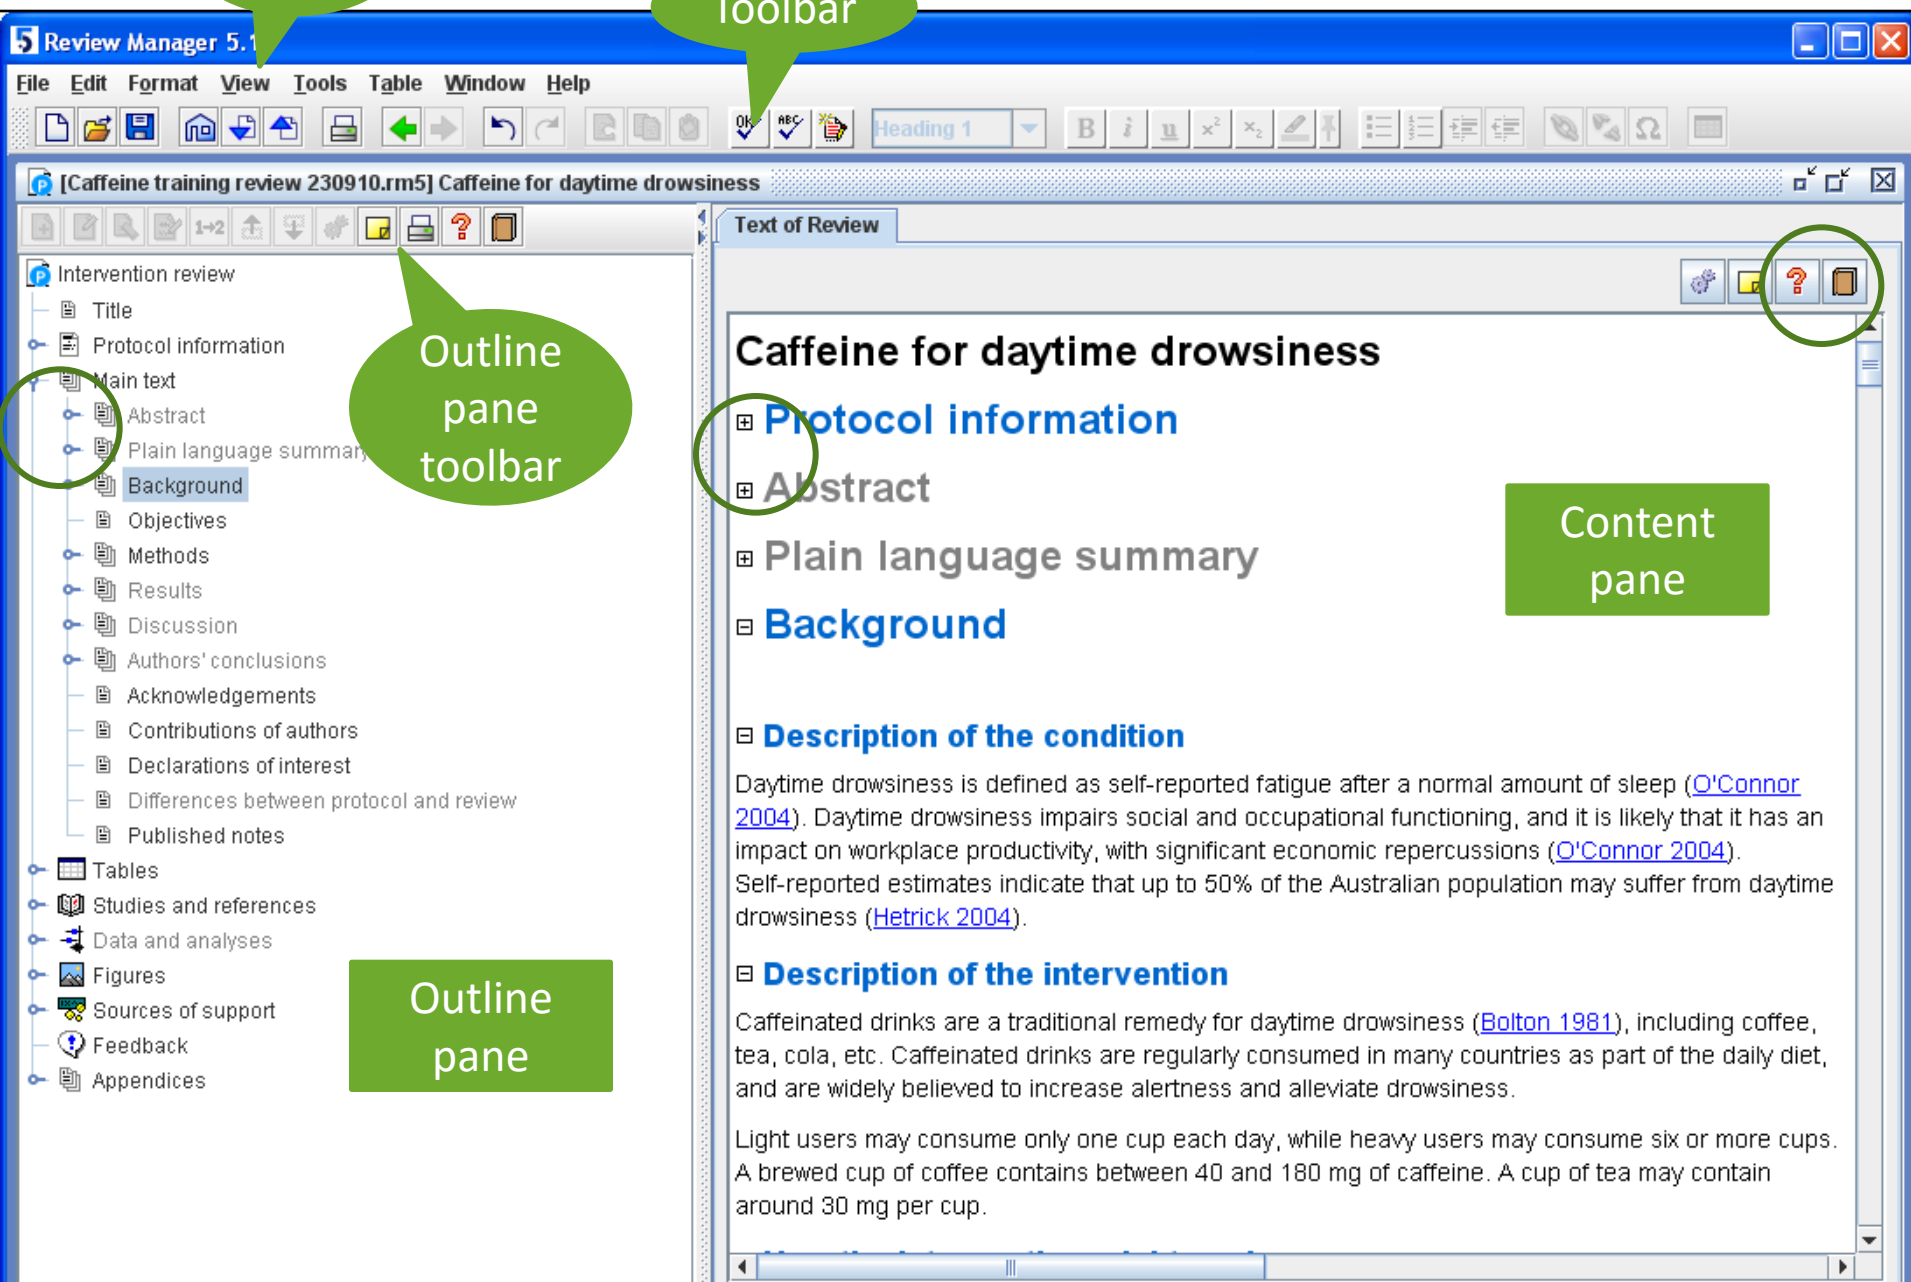 Toolbar
5 Review Manager 5.1
File Edit Format View Tools Table Window Help
OK ABC Heading 1 B i u x² x₂ Ω
[Caffeine training review 230910.rm5] Caffeine for daytime drowsiness
1→2 ?
Text of Review
?
Intervention review
Title
Protocol information
Main text
Abstract
Plain language summary
Background
Objectives
Methods
Results
Discussion
Authors' conclusions
Acknowledgements
Contributions of authors
Declarations of interest
Differences between protocol and review
Published notes
Tables
Studies and references
Data and analyses
Figures
Sources of support
Feedback
Appendices
Outline
pane
toolbar
Outline
pane
Caffeine for daytime drowsiness
Protocol information
Abstract
Plain language summary
Background
Content
pane
Description of the condition
Daytime drowsiness is defined as self-reported fatigue after a normal amount of sleep (O'Connor
2004). Daytime drowsiness impairs social and occupational functioning, and it is likely that it has an
impact on workplace productivity, with significant economic repercussions (O'Connor 2004).
Self-reported estimates indicate that up to 50% of the Australian population may suffer from daytime
drowsiness (Hetrick 2004).
Description of the intervention
Caffeinated drinks are a traditional remedy for daytime drowsiness (Bolton 1981), including coffee,
tea, cola, etc. Caffeinated drinks are regularly consumed in many countries as part of the daily diet,
and are widely believed to increase alertness and alleviate drowsiness.
Light users may consume only one cup each day, while heavy users may consume six or more cups.
A brewed cup of coffee contains between 40 and 180 mg of caffeine. A cup of tea may contain
around 30 mg per cup.